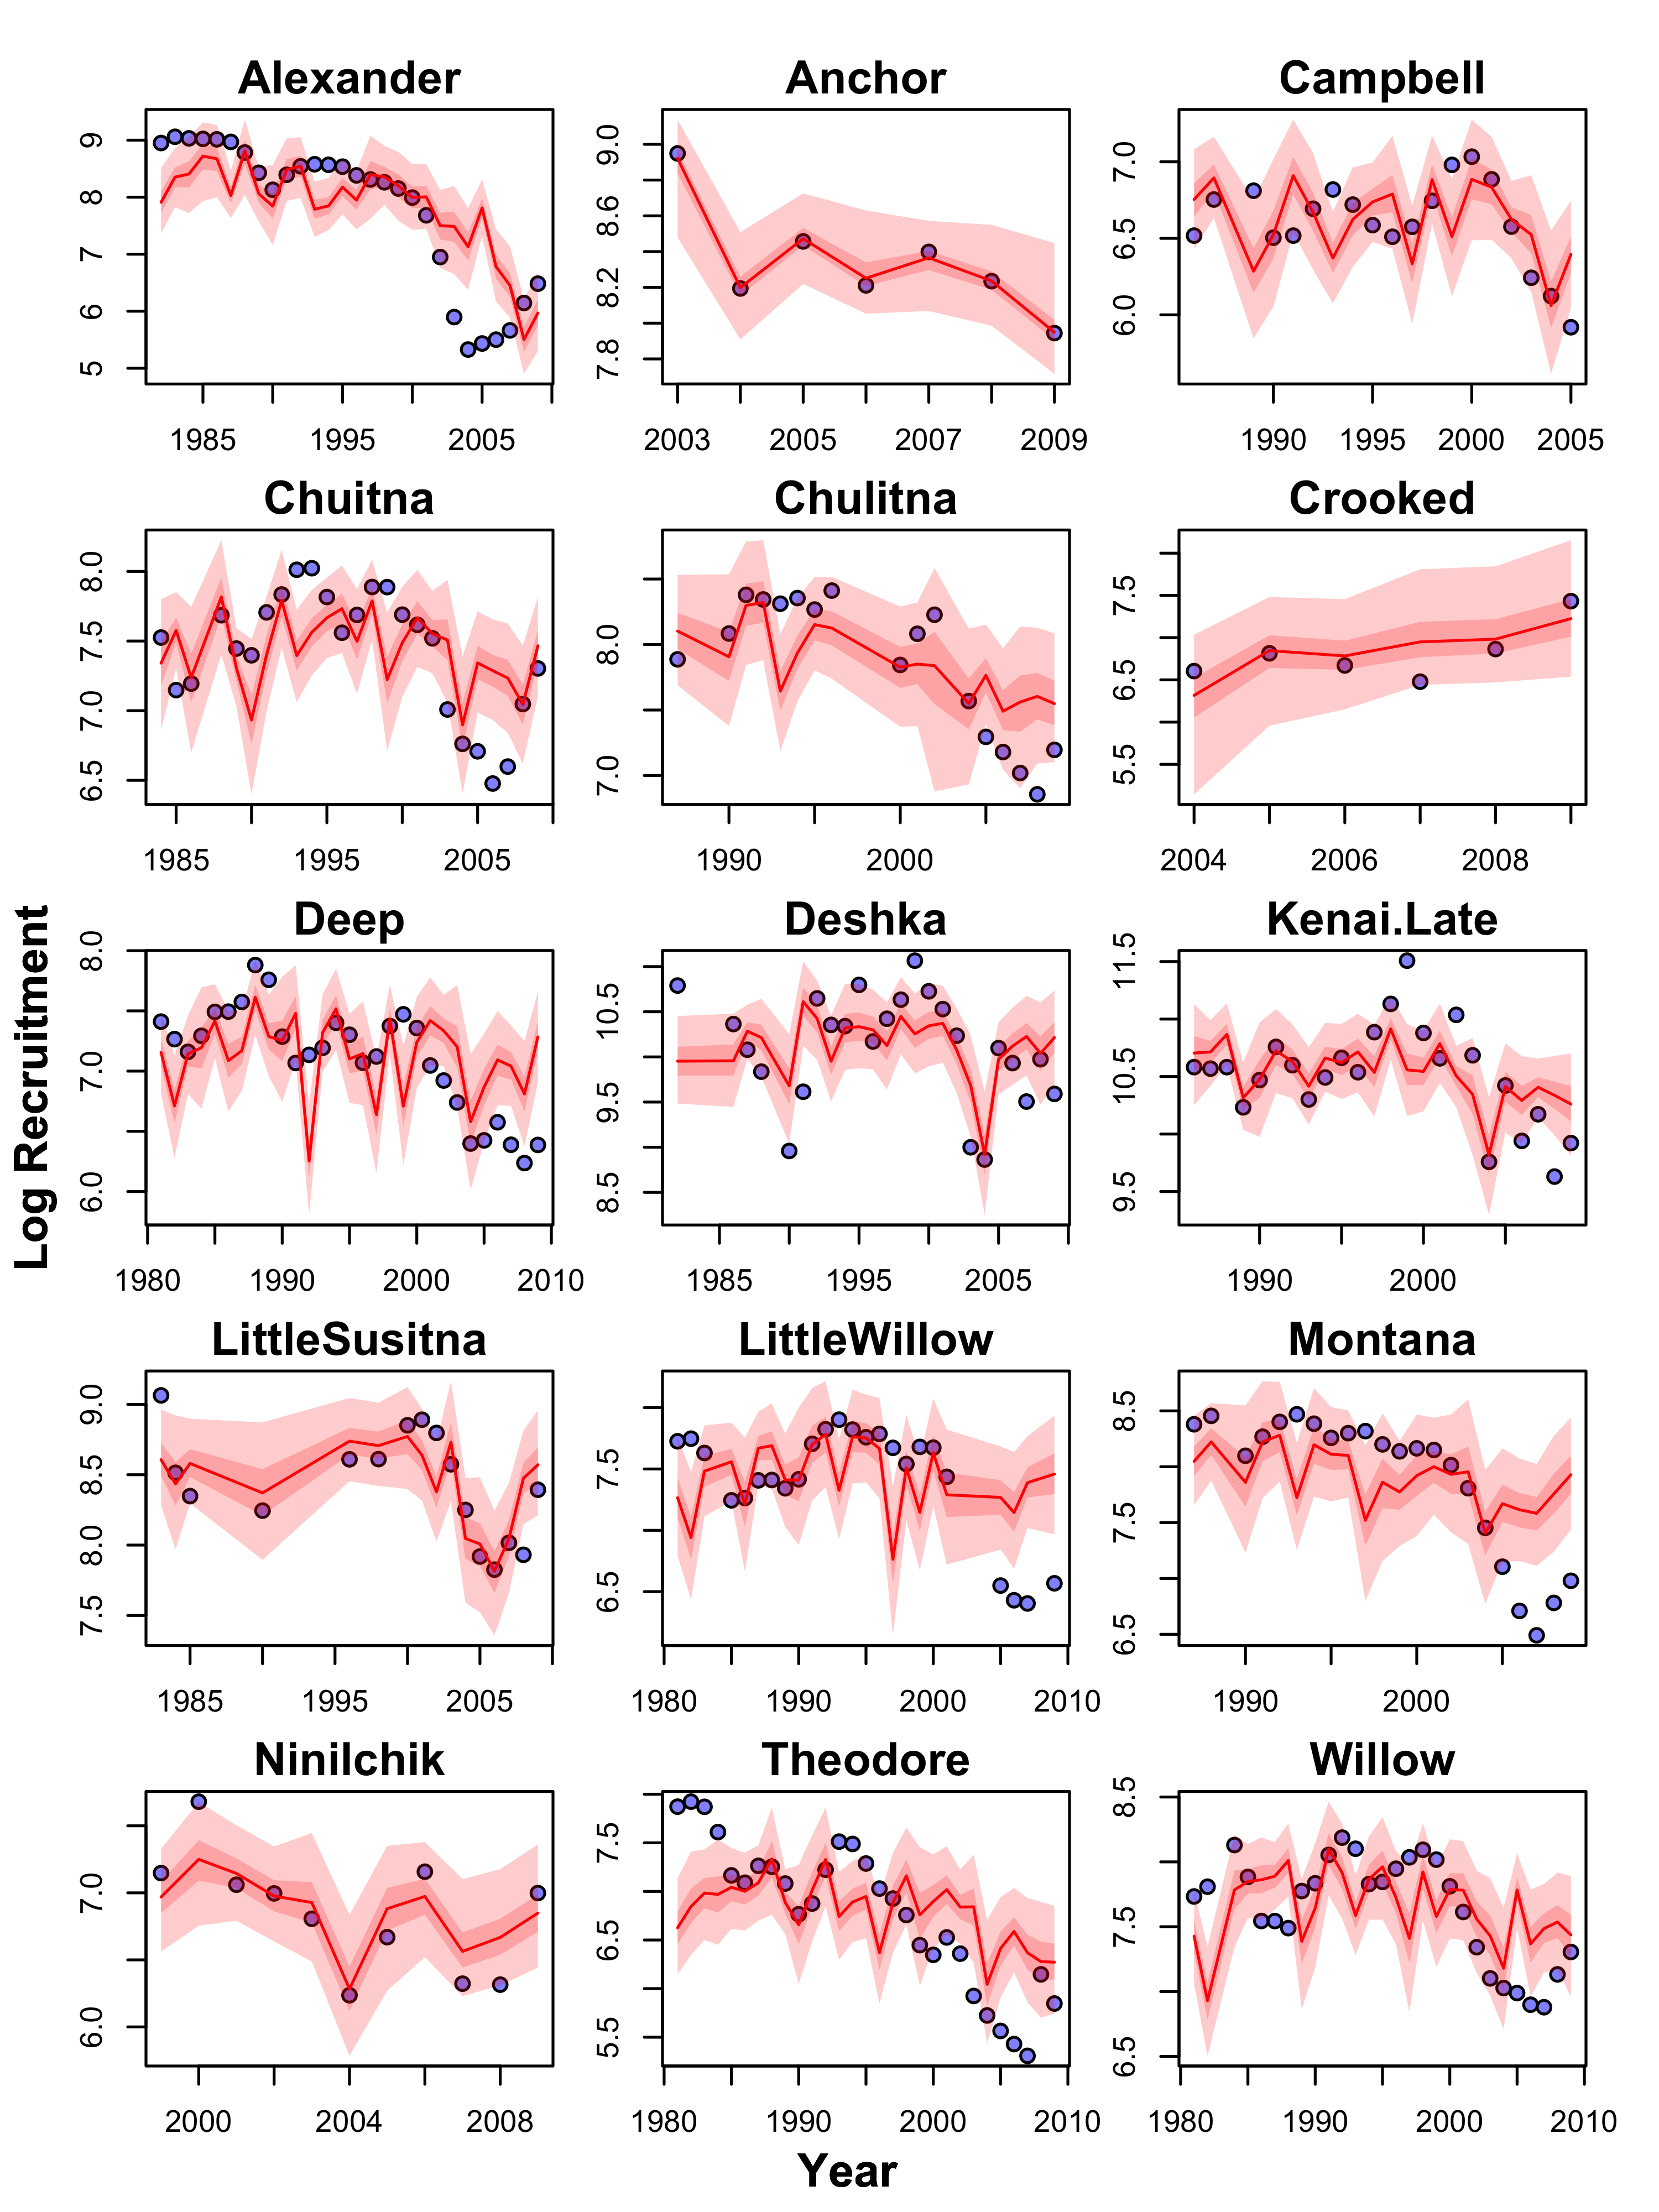 Alexander Anchor Campbell
9 8 7 6 5
9.0 8.6 8.2 7.8
7.0 6.5 6.0
1985 1995 2005
2003 2005 2007 2009
1990 1995 2000 2005
Chuitna Chulitna Crooked
8.0 7.5 7.0 6.5
8.0 7.0
7.5 6.5 5.5
1985 1995 2005
1990 2000
2004 2006 2008
Log Recruitment
Deep Deshka Kenai.Late
8.0 7.0 6.0
10.5 9.5 8.5
11.5 10.5 9.5
1980 1990 2000 2010
1985 1995 2005
1990 2000
LittleSusitna LittleWillow Montana
9.0 8.5 8.0 7.5
7.5 6.5
8.5 7.5 6.5
1985 1995 2005
1980 1990 2000 2010
1990 2000
Ninilchik Theodore Willow
7.0 6.0
7.5 6.5 5.5
8.5 7.5 6.5
2000 2004 2008
1980 1990 2000 2010
1980 1990 2000 2010
Year